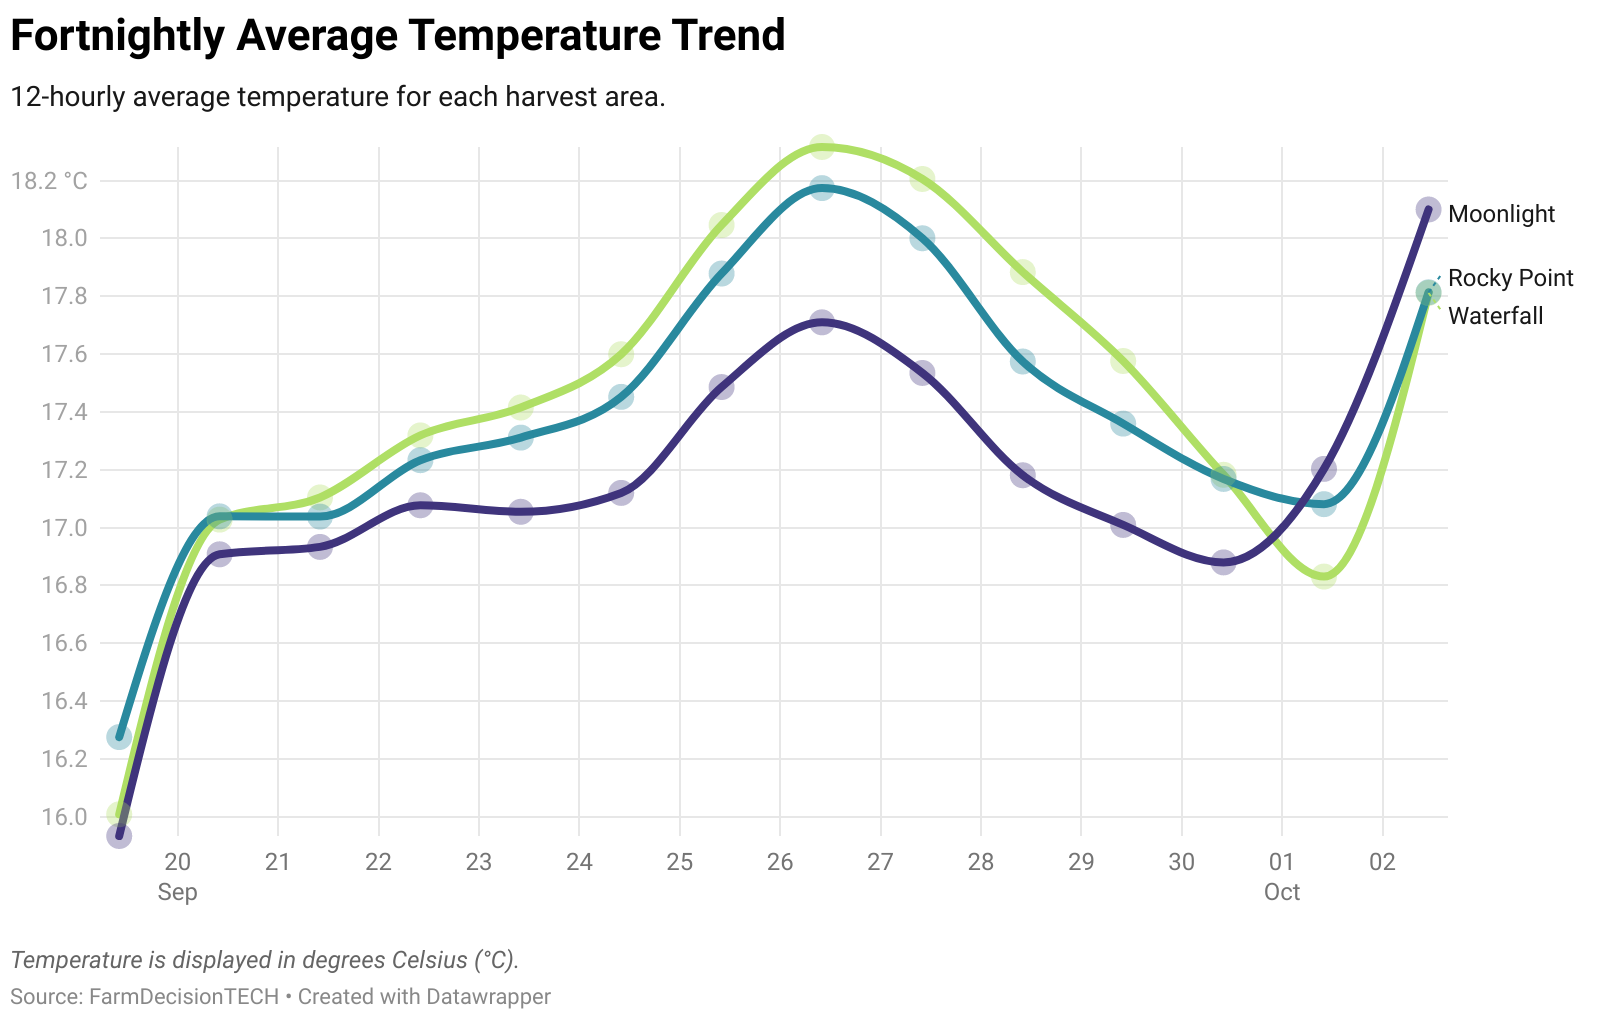 Fortnightly Average Temperature Trend
12-hourly average temperature for each harvest area.
18.2 °C
18.0
17.8
17.6
17.4
17.2
17.0
16.8
16.6
16.4
16.2
16.0
Moonlight
Rocky Point
Waterfall
20 21 22 23 24 25 26 27 28 29 30 01 02
Sep Oct
Temperature is displayed in degrees Celsius (°C).
Source: FarmDecisionTECH • Created with Datawrapper